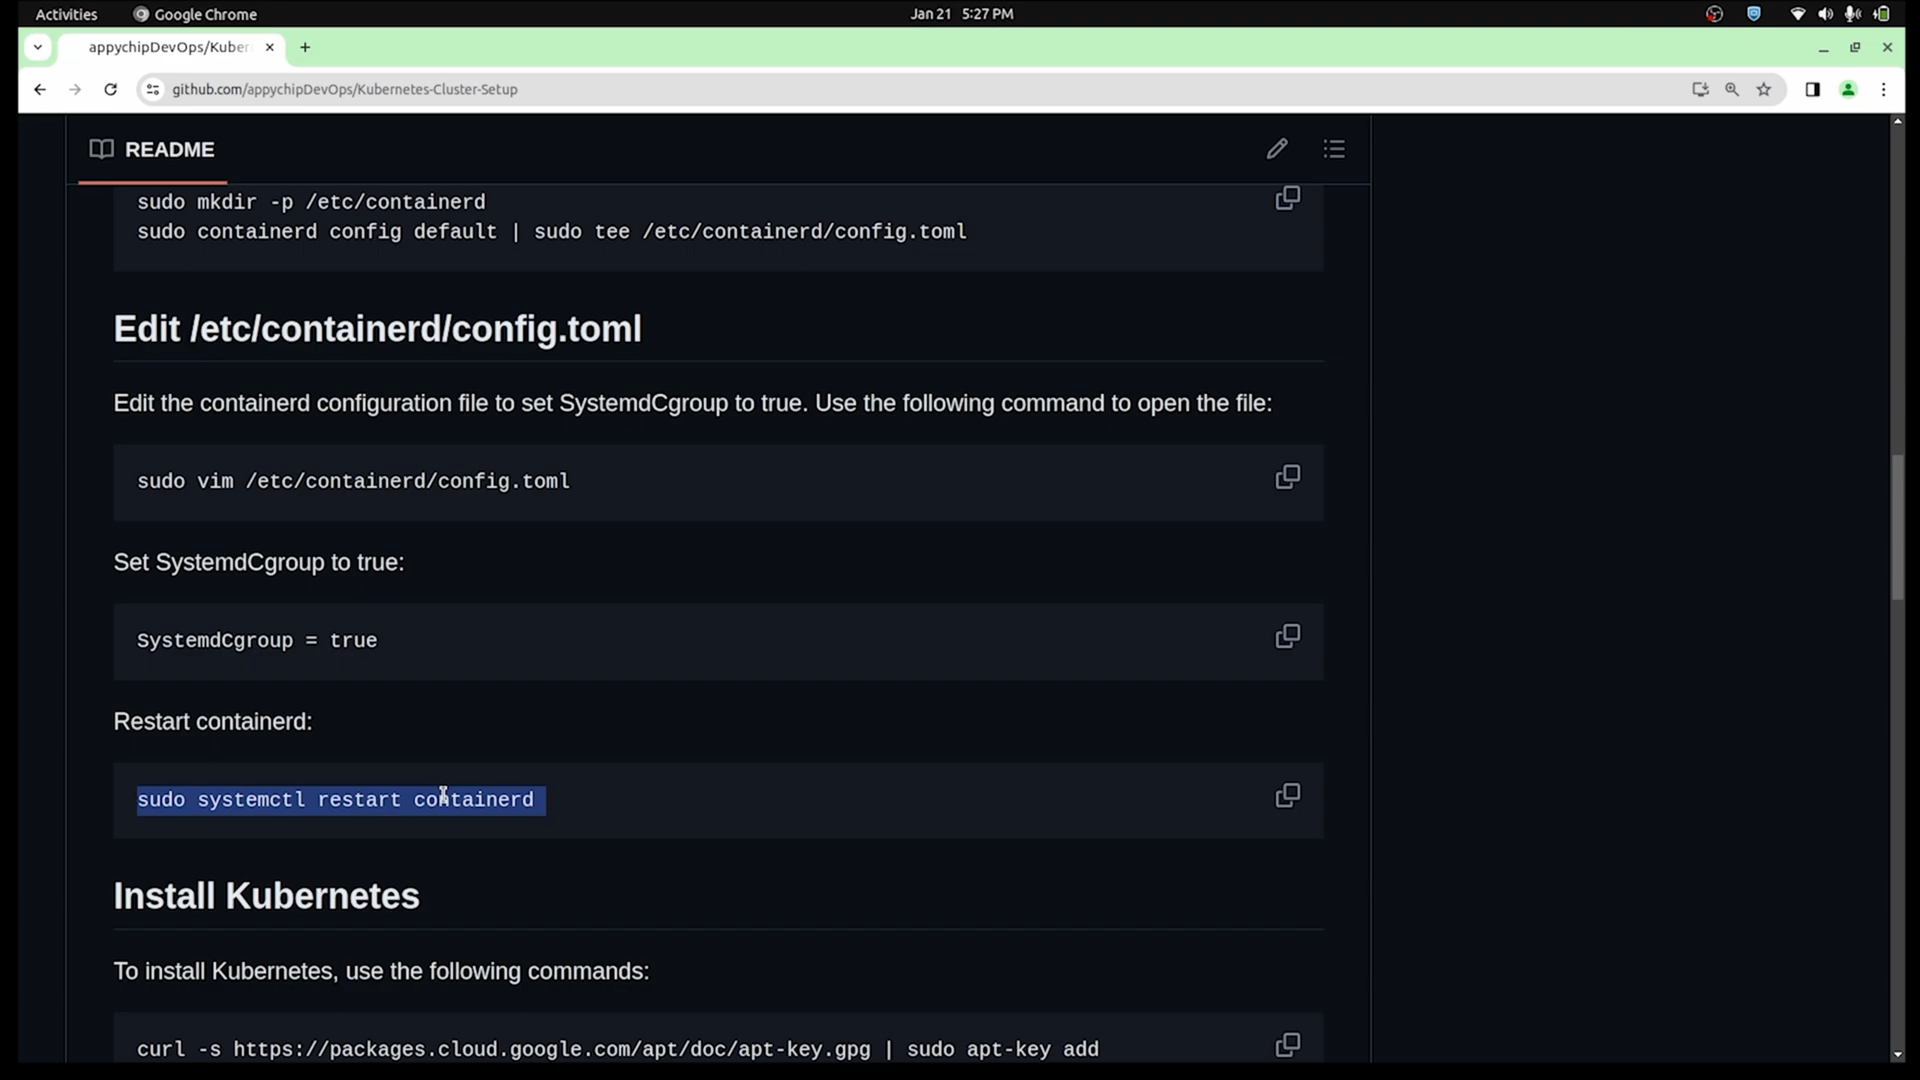 Activities Google Chrome Jan 21 5:27 PM
appychipDevOps/Kuber
github.com/appychipDevOps/Kubernetes-Cluster-Setup
README
sudo mkdir -p /etc/containerd
sudo containerd config default | sudo tee /etc/containerd/config.toml
Edit /etc/containerd/config.toml
Edit the containerd configuration file to set SystemdCgroup to true. Use the following command to open the file:
sudo vim /etc/containerd/config.toml
Set SystemdCgroup to true:
SystemdCgroup = true
Restart containerd:
sudo systemctl restart containerd
Install Kubernetes
To install Kubernetes, use the following commands:
curl -s https://packages.cloud.google.com/apt/doc/apt-key.gpg | sudo apt-key add